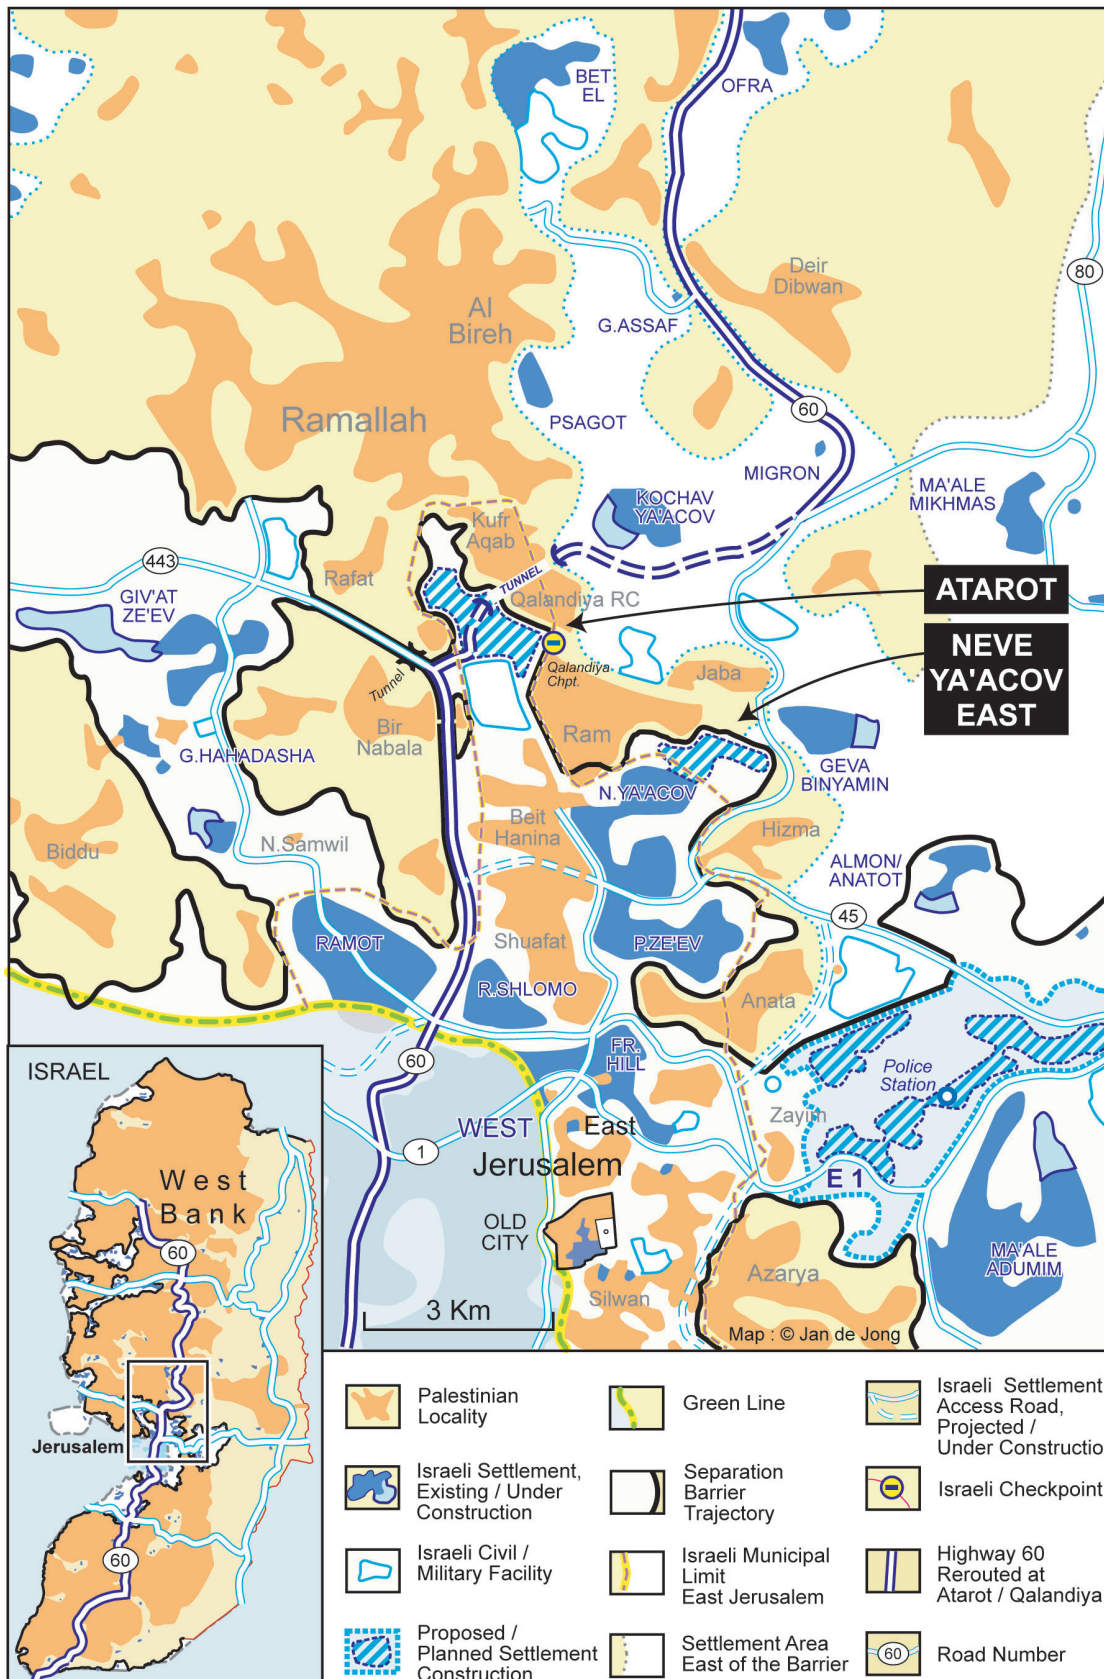 BET
EL
OFRA
80
Deir
Dibwan
Al
Bireh
G.ASSAF
Ramallah
PSAGOT
60
MIGRON
MA'ALE
MIKHMAS
KOCHAV
YA'ACOV
Kufr
Aqab
443
Rafat
TUNNEL
Qalandiya RC
ATAROT
GIV'AT
ZE'EV
NEVE
YA'ACOV
EAST
Qalandiya
Chpt.
Tunnel
Jaba
Bir
Nabala
Ram
G.HAHADASHA
GEVA
BINYAMIN
N.YA'ACOV
Beit
Hanina
Hizma
Biddu
N.Samwil
ALMON/
ANATOT
45
RAMOT
Shuafat
P.ZE'EV
R.SHLOMO
Anata
60
FR.
HILL
Police
Station
Zayim
WEST
East
1
Jerusalem
E 1
OLD
CITY
MA'ALE
ADUMIM
Azarya
Silwan
3 Km
Map : © Jan de Jong
ISRAEL
West
Bank
60
Jerusalem
60
Palestinian
Locality
Green Line
Israeli Settlement
Access Road,
Projected /
Under Constructio
Israeli Settlement,
Existing / Under
Construction
Separation
Barrier
Trajectory
Israeli Checkpoint
Israeli Civil /
Military Facility
Israeli Municipal
Limit
East Jerusalem
Highway 60
Rerouted at
Atarot / Qalandiya
Proposed /
Planned Settlement
Construction
Settlement Area
East of the Barrier
60
Road Number